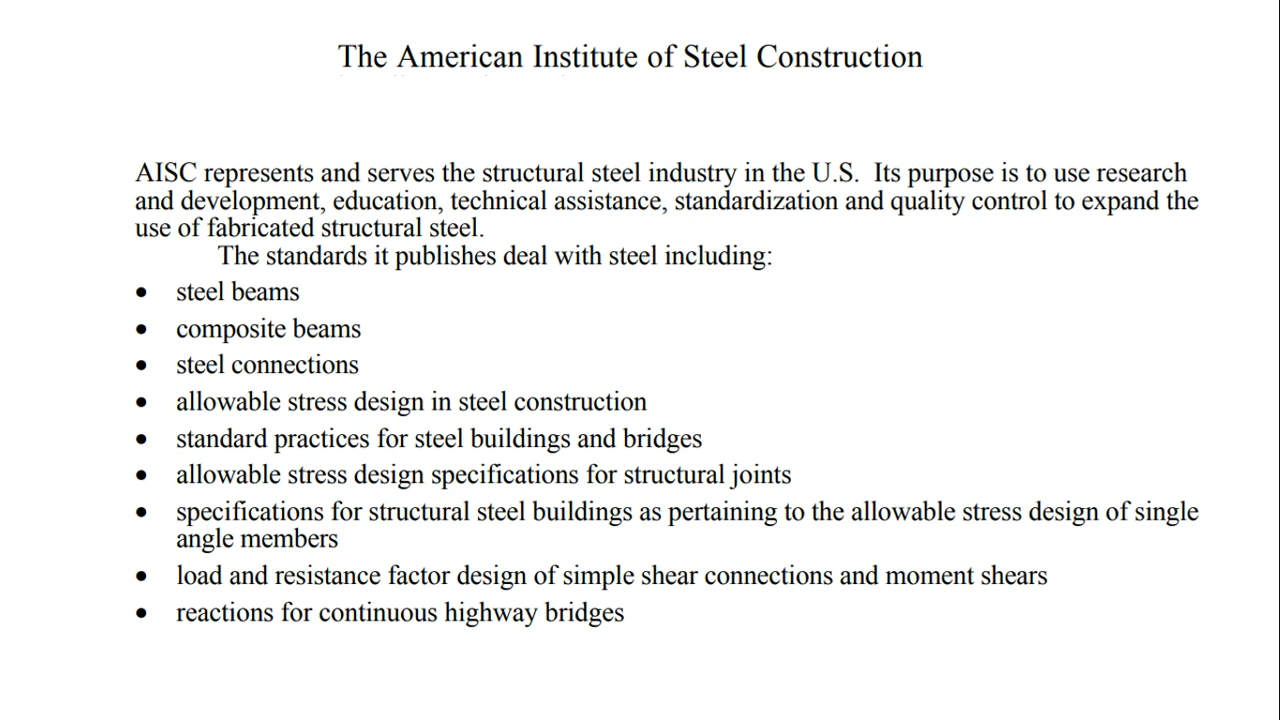 The American Institute of Steel Construction
AISC represents and serves the structural steel industry in the U.S.  Its purpose is to use research
and development, education, technical assistance, standardization and quality control to expand the
use of fabricated structural steel.
The standards it publishes deal with steel including:
• steel beams
• composite beams
• steel connections
• allowable stress design in steel construction
• standard practices for steel buildings and bridges
• allowable stress design specifications for structural joints
• specifications for structural steel buildings as pertaining to the allowable stress design of single
angle members
• load and resistance factor design of simple shear connections and moment shears
• reactions for continuous highway bridges